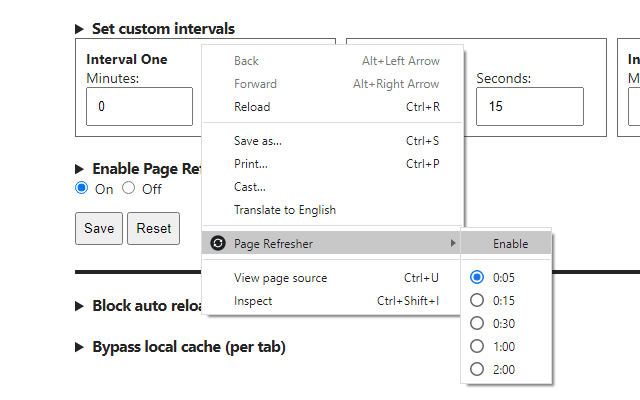 ▶ Set custom intervals
Interval One
Minutes:
0
Seconds:
15
▶ Enable Page
On Off
Save Reset
▶ Block auto
▶ Bypass local cache (per tab)
Back Alt+Left Arrow
Forward Alt+Right Arrow
Reload Ctrl+R
Save as... Ctrl+S
Print... Ctrl+P
Cast...
Translate to English
Page Refresher
View page source Ctrl+U
Inspect Ctrl+Shift+I
Enable
0:05
0:15
0:30
1:00
2:00